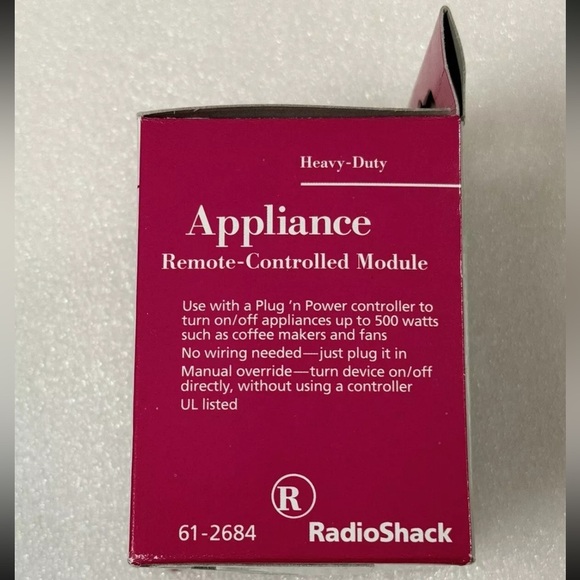 Heavy-Duty
Appliance
Remote-Controlled Module
Use with a Plug 'n Power controller to
turn on/off appliances up to 500 watts
such as coffee makers and fans
No wiring needed—just plug it in
Manual override—turn device on/off
directly, without using a controller
UL listed
R
61-2684 RadioShack